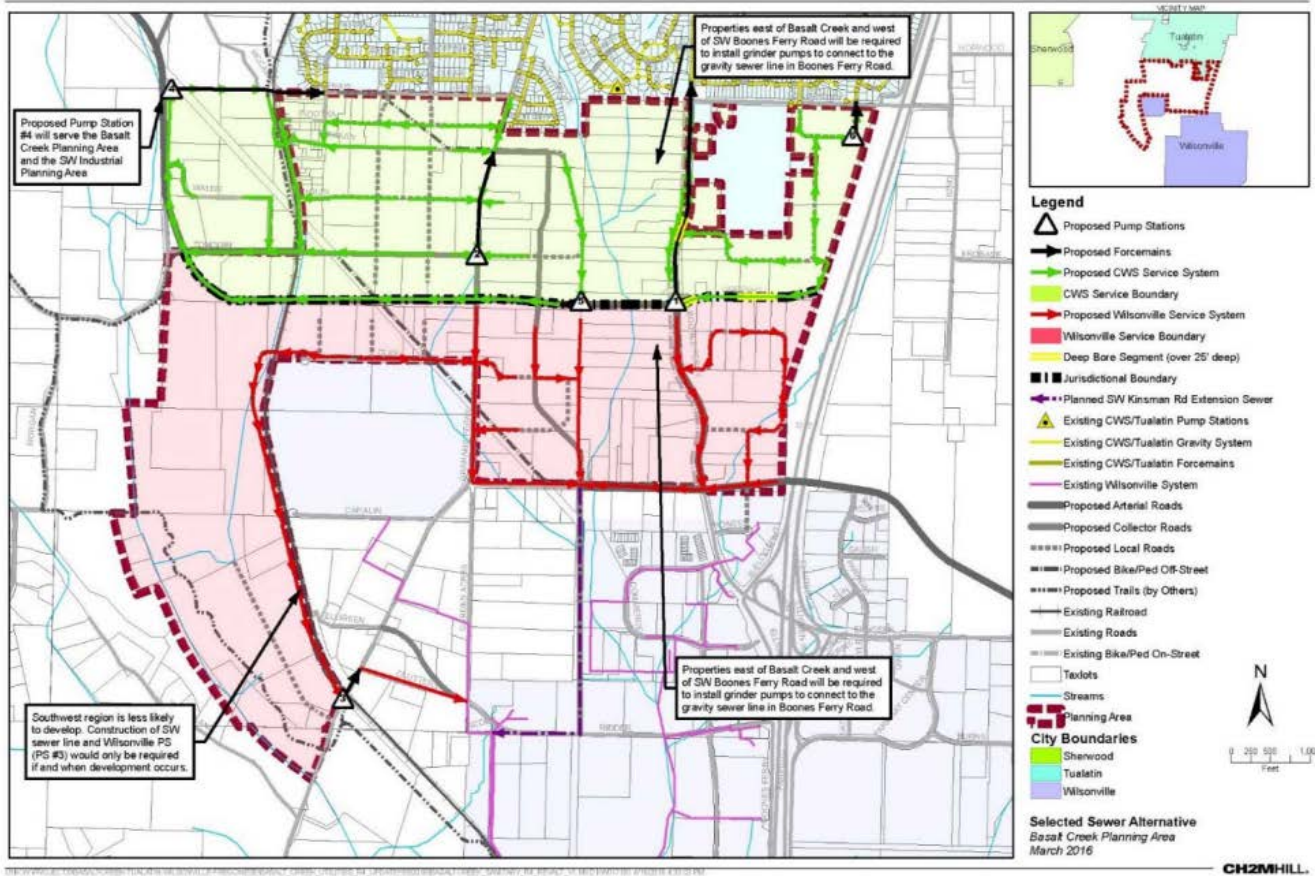 Properties east of Basalt Creek and west
of SW Boones Ferry Road will be required
to install grinder pumps to connect to the
gravity sewer line in Boones Ferry Road.
Proposed Pump Station
#4 will serve the Basalt
Creek Planning Area
and the SW Industrial
Planning Area
Properties east of Basalt Creek and west
of SW Boones Ferry Road will be required
to install grinder pumps to connect to the
gravity sewer line in Boones Ferry Road.
Southwest region is less likely
to develop. Construction of SW
sewer line and Wilsonville PS
(PS #3) would only be required
if and when development occurs.
TONQUIN
CAHALIN
RIDDER
VICINITY MAP
Sherwood
Tualatin
Wilsonville
Legend
Proposed Pump Stations
Proposed Forcemains
Proposed CWS Service System
CWS Service Boundary
Proposed Wilsonville Service System
Wilsonville Service Boundary
Deep Bore Segment (over 25' deep)
Jurisdictional Boundary
Planned SW Kinsman Rd Extension Sewer
Existing CWS/Tualatin Pump Stations
Existing CWS/Tualatin Gravity System
Existing CWS/Tualatin Forcemains
Existing Wilsonville System
Proposed Arterial Roads
Proposed Collector Roads
Proposed Local Roads
Proposed Bike/Ped Off-Street
Proposed Trails (by Others)
Existing Railroad
Existing Roads
Existing Bike/Ped On-Street
Taxlots
Streams
Planning Area
City Boundaries
Sherwood
Tualatin
Wilsonville
N
0 250 500 1,00
Feet
Selected Sewer Alternative
Basalt Creek Planning Area
March 2016
CH2MHILL.